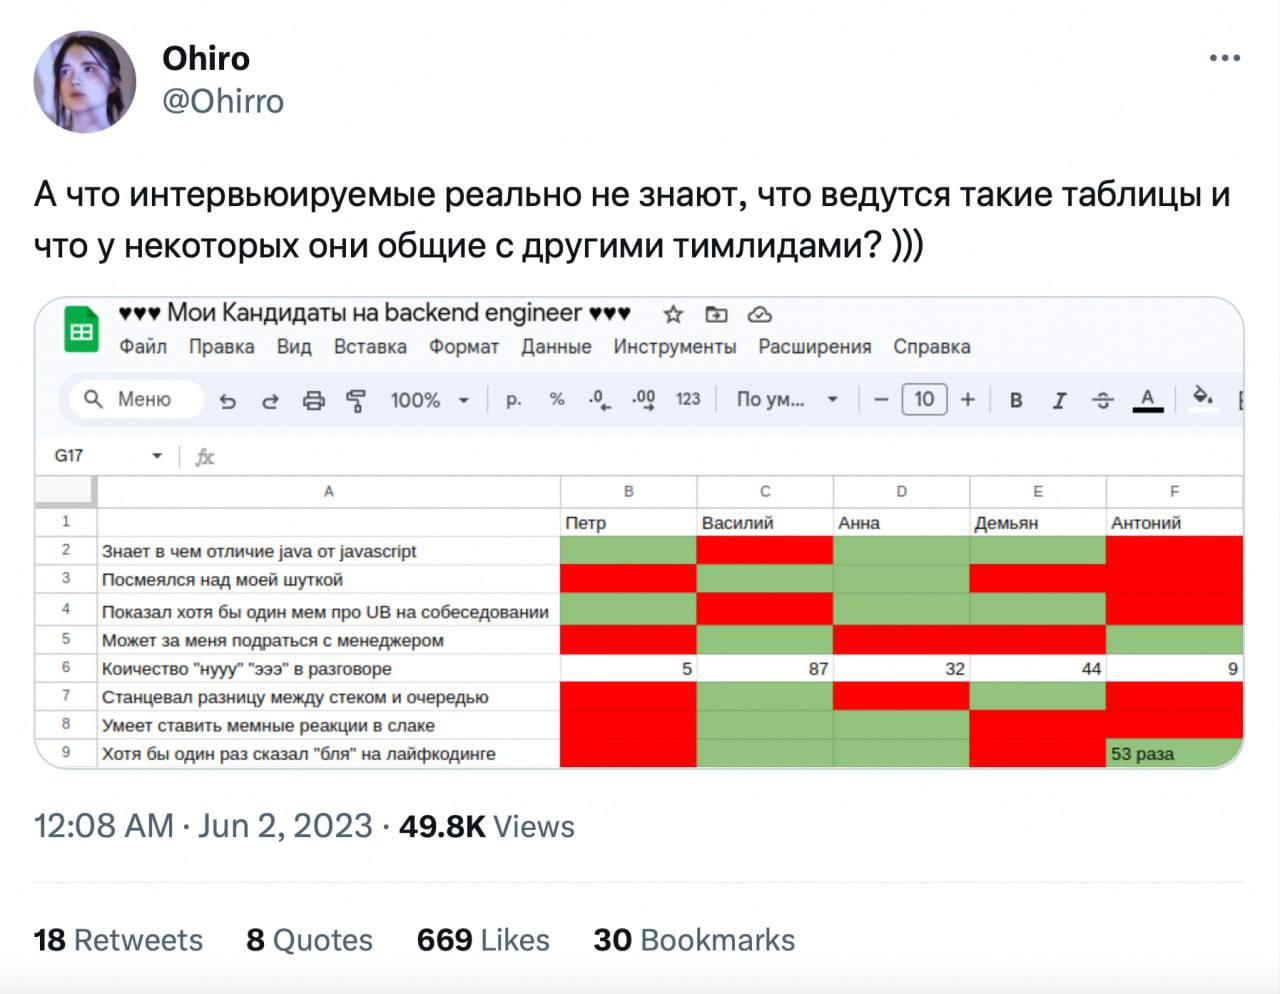 Ohiro
@Ohirro
А что интервьюируемые реально не знают, что ведутся такие таблицы и
что у некоторых они общие с другими тимлидами? )))
♥♥♥ Мои Кандидаты на backend engineer ♥♥♥
Файл Правка Вид Вставка Формат Данные Инструменты Расширения Справка
Меню 100% р. % .0 .00 123 По ум... − 10 + B I S A
G17 fx
A B C D E F
1 Петр Василий Анна Демьян Антоний
2 Знает в чем отличие java от javascript
3 Посмеялся над моей шуткой
4 Показал хотя бы один мем про UB на собеседовании
5 Может за меня подраться с менеджером
6 Коичество "нууу" "эээ" в разговоре 5 87 32 44 9
7 Станцевал разницу между стеком и очередью
8 Умеет ставить мемные реакции в слаке
9 Хотя бы один раз сказал "бля" на лайфкодинге 53 раза
12:08 AM · Jun 2, 2023 · 49.8K Views
18 Retweets 8 Quotes 669 Likes 30 Bookmarks